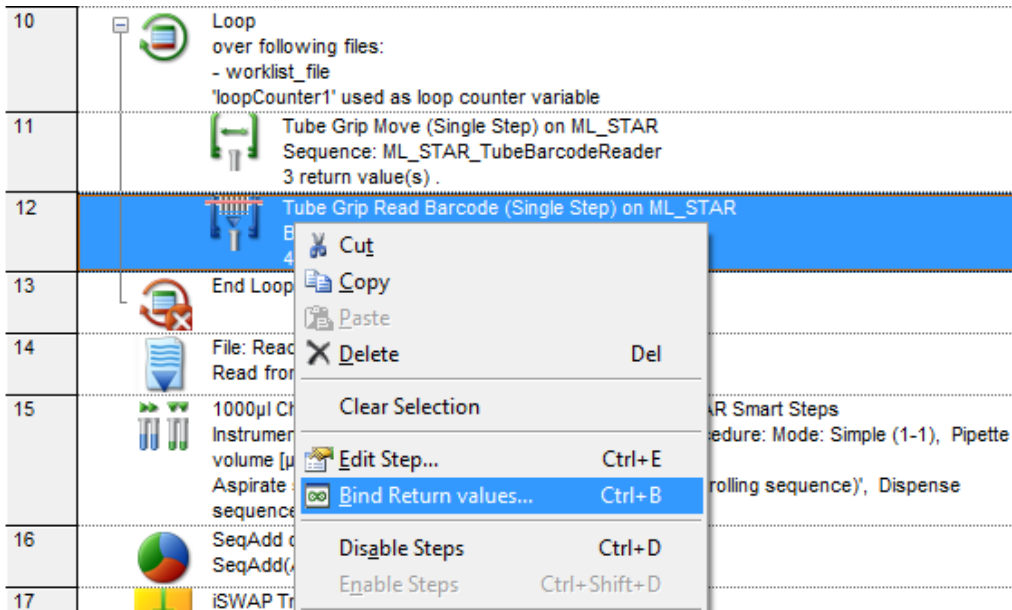 10
Loop
over following files:
- worklist_file
'loopCounter1' used as loop counter variable
11
Tube Grip Move (Single Step) on ML_STAR
Sequence: ML_STAR_TubeBarcodeReader
3 return value(s) .
12
Tube Grip Read Barcode (Single Step) on ML_STAR
B
4
Cut
Copy
Paste
Delete Del
Clear Selection
Edit Step... Ctrl+E
Bind Return values... Ctrl+B
Disable Steps Ctrl+D
Enable Steps Ctrl+Shift+D
13
End Loop
14
File: Read
Read from
15
1000µl Ch R Smart Steps
Instrumen edure: Mode: Simple (1-1), Pipette
volume [µ
Aspirate rolling sequence)', Dispense
sequence
16
SeqAdd
SeqAdd(
17
iSWAP Tr